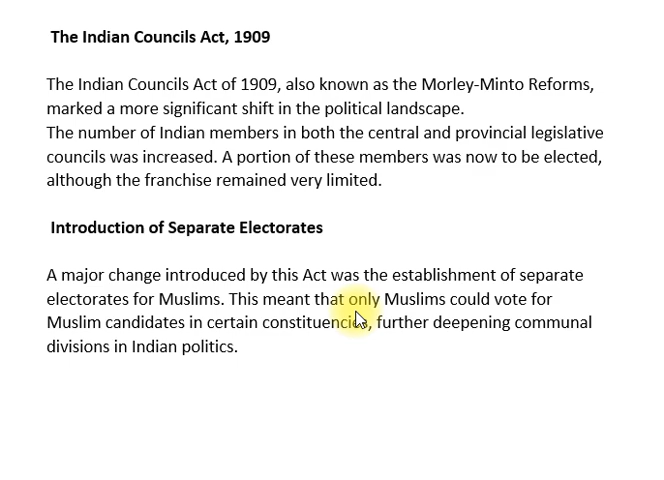 The Indian Councils Act, 1909
The Indian Councils Act of 1909, also known as the Morley-Minto Reforms,
marked a more significant shift in the political landscape.
The number of Indian members in both the central and provincial legislative
councils was increased. A portion of these members was now to be elected,
although the franchise remained very limited.
Introduction of Separate Electorates
A major change introduced by this Act was the establishment of separate
electorates for Muslims. This meant that only Muslims could vote for
Muslim candidates in certain constituencies, further deepening communal
divisions in Indian politics.